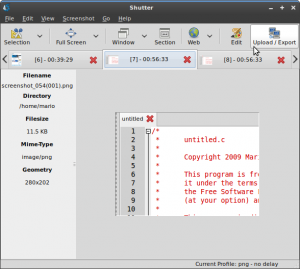 Shutter
File Edit View Screenshot Go Help
Selection Full Screen Window Section Web Edit Upload / Export
[6] - 00:39:29 [7] - 00:56:33 [8] - 00:56:33
Filename
screenshot_054(001).png
Directory
/home/mario
Filesize
11.5 KB
Mime-Type
image/png
Geometry
280x202
untitled
1 /*
2 * untitled.c
3 *
4 * Copyright 2009 Mar
5 *
6 * This program is fre
7 * it under the terms
8 * the Free Software
9 * (at your option) a
10 *
Current Profile: png - no delay